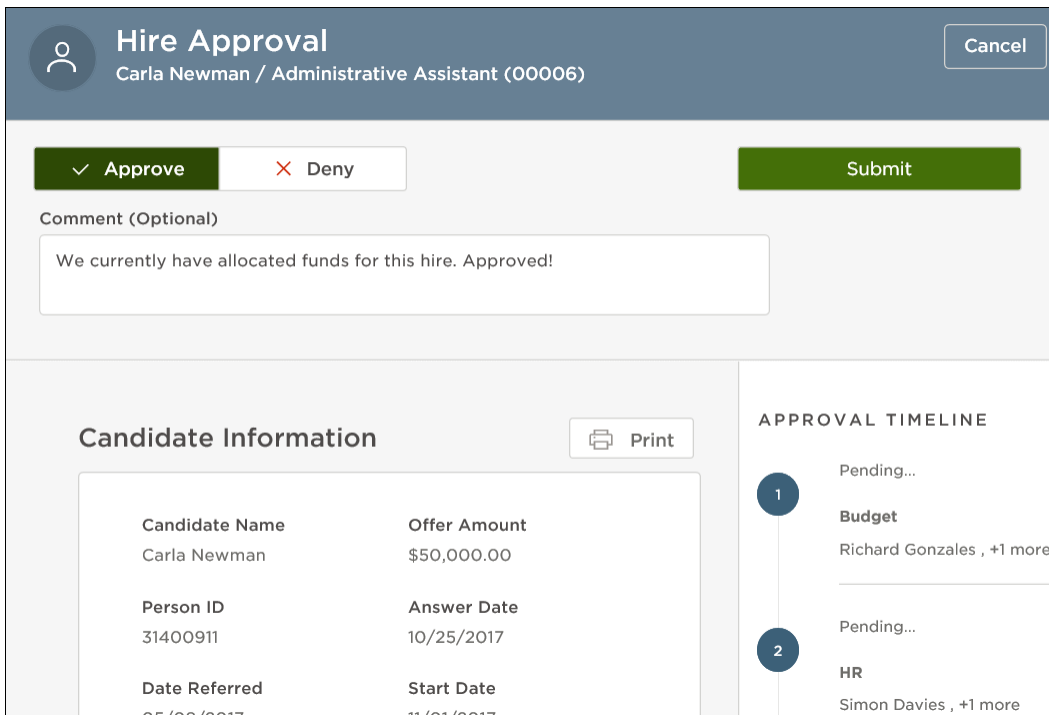 Hire Approval
Carla Newman / Administrative Assistant (00006)
Cancel
Approve
Deny
Submit
Comment (Optional)
We currently have allocated funds for this hire. Approved!
Candidate Information
Print
Candidate Name
Carla Newman
Offer Amount
$50,000.00
Person ID
31400911
Answer Date
10/25/2017
Date Referred
Start Date
APPROVAL TIMELINE
1
Pending...
Budget
Richard Gonzales , +1 more
2
Pending...
HR
Simon Davies , +1 more